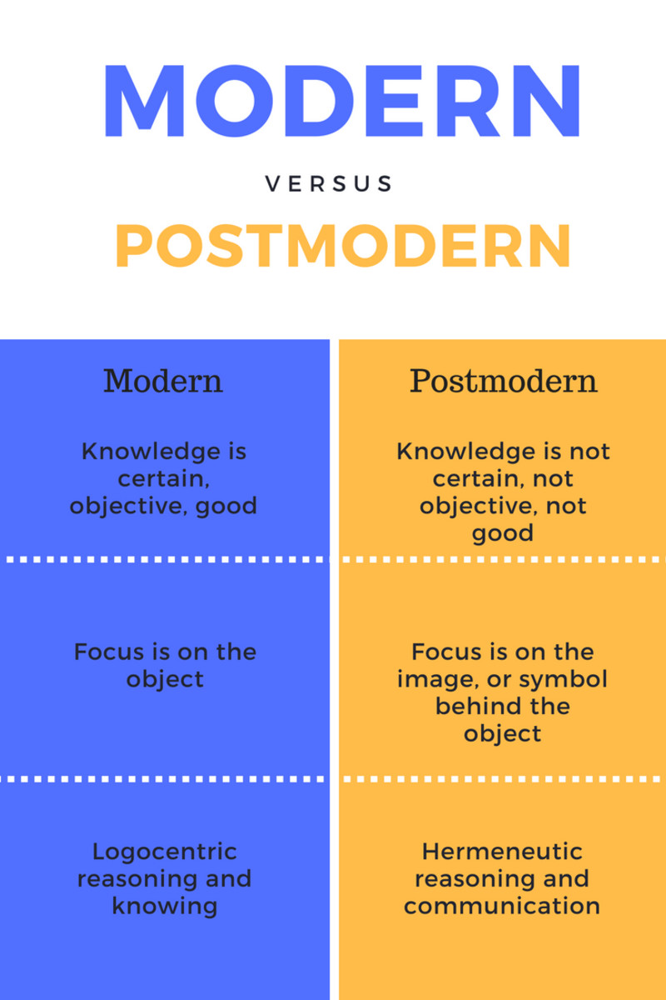 MODERN
VERSUS
POSTMODERN
Modern
Knowledge is
certain,
objective, good
Focus is on the
object
Logocentric
reasoning and
knowing
Postmodern
Knowledge is not
certain, not
objective, not
good
Focus is on the
image, or symbol
behind the
object
Hermeneutic
reasoning and
communication